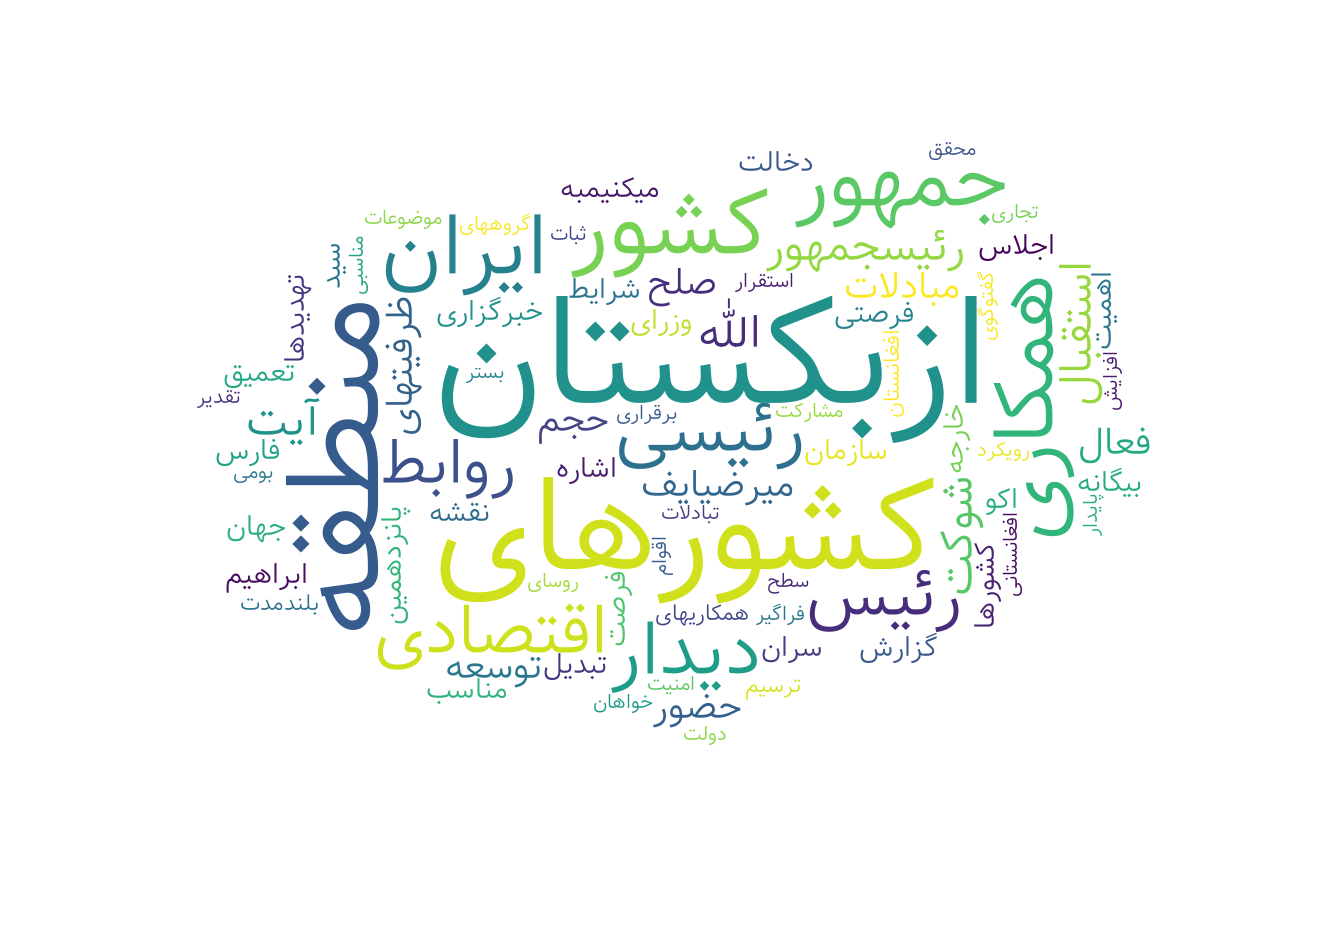 محقق
دخالت
جمهور
میکنیمبه
کشور
تجاری
موضوعات
گروههای
ثبات
ایران
رئیسجمهور
اجلاس
سید
مناسبی
استقرار
صلح
شرایط
مبادلات
گفتوگوی
استقبال
اهمیت
تهدیدها
ظرفیتهای
خبرگزاری
وزرای
الله
فرصتی
همکاری
منطقه
ازبکستان
افغانستان
افزایش
تعمیق
بستر
تقدیر
آیت
حجم
برقراری
مشارکت
رئیسی
خارجه
فعال
فارس
روابط
اشاره
سازمان
رویکرد
بومی
میرضیایف
بیگانه
نقشه
تبادلات
شوکت
اکو
پایدار
جهان
کشورهای
افغانستانی
پانزدهمین
اقوام
کشورها
ابراهیم
روسای
سطح
رئیس
بلندمدت
فرصت
همکاریهای
فراگیر
اقتصادی
دیدار
سران
گزارش
توسعه
تبدیل
مناسب
امنیت
ترسیم
خواهان
حضور
دولت